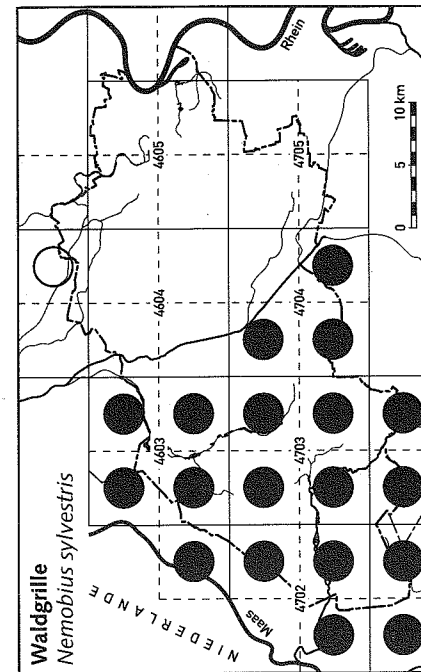 Waldgrille
Nemobius sylvestris
NIEDERLANDE
Maas
Rhein
4603
4604
4605
4702
4703
4704
4705
0 5 10 km